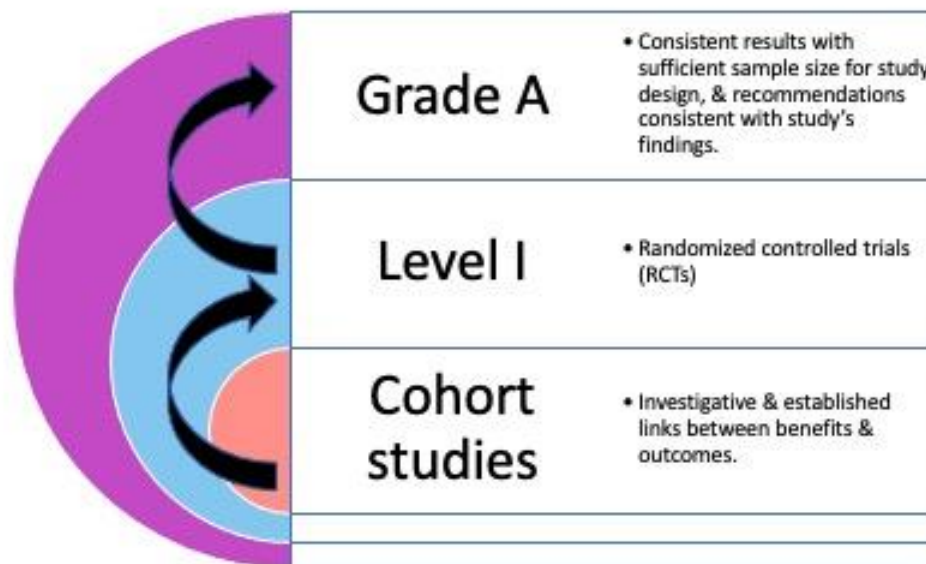 Grade A
• Consistent results with
sufficient sample size for study
design, & recommendations
consistent with study's
findings.
Level I
• Randomized controlled trials
(RCTs)
Cohort
studies
• Investigative & established
links between benefits &
outcomes.